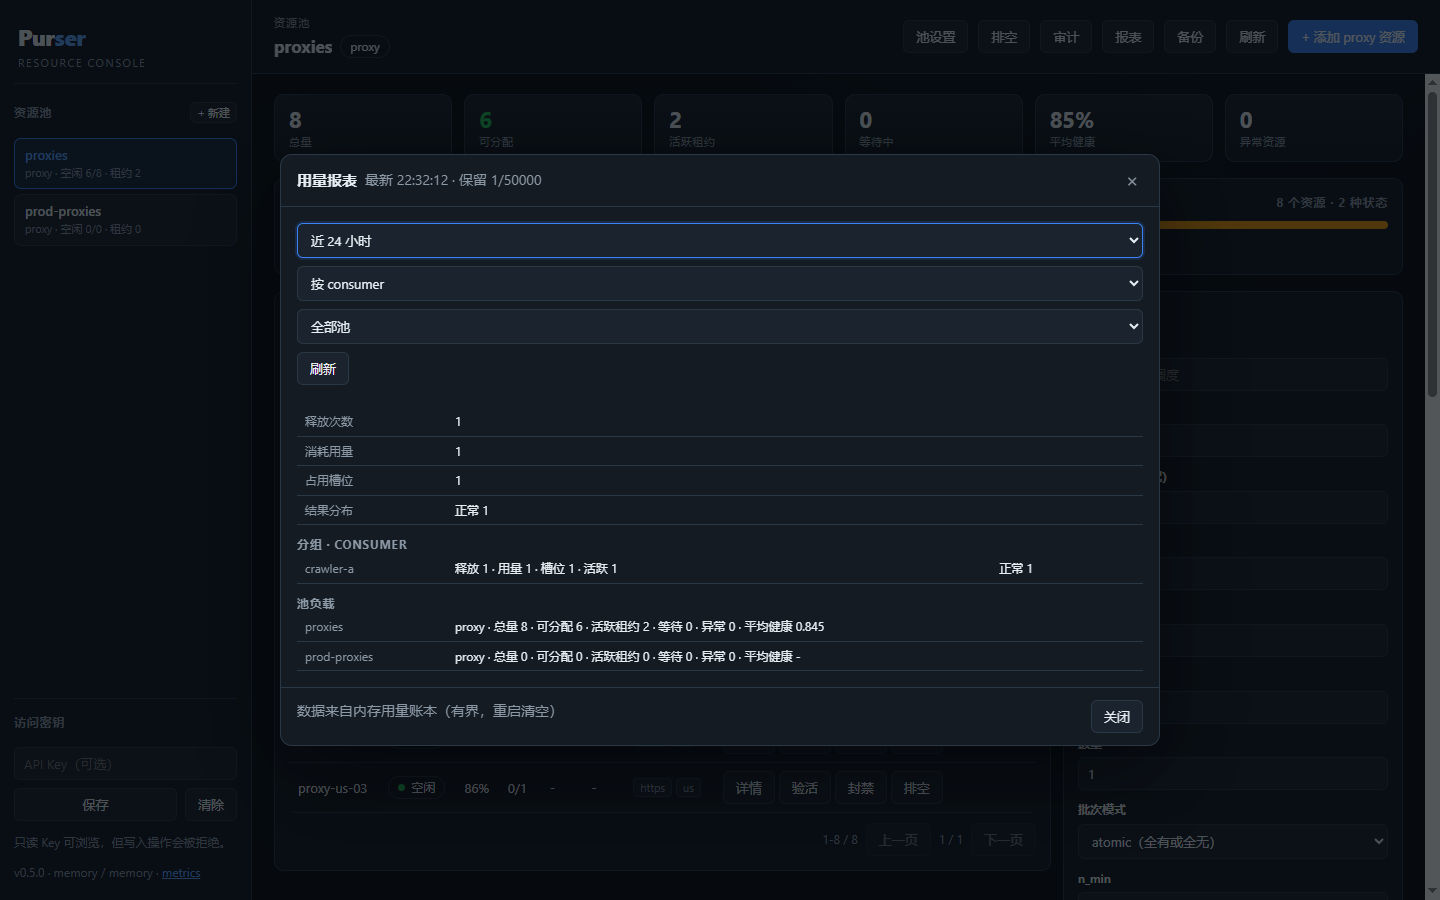 Purser
RESOURCE CONSOLE
资源池
+ 新建
proxies
proxy · 空闲 6/8 · 租约 2
prod-proxies
proxy · 空闲 0/0 · 租约 0
访问密钥
API Key（可选）
保存
清除
只读 Key 可浏览，但写入操作会被拒绝。
v0.5.0 · memory / memory · metrics
资源池
proxies
proxy
池设置
排空
审计
报表
备份
刷新
+ 添加 proxy 资源
8
总量
6
可分配
2
活跃租约
0
等待中
85%
平均健康
0
异常资源
8 个资源 · 2 种状态
用量报表 最新 22:32:12 · 保留 1/50000
×
近 24 小时
按 consumer
全部池
刷新
释放次数 1
消耗用量 1
占用槽位 1
结果分布 正常 1
分组 · CONSUMER
crawler-a 释放 1 · 用量 1 · 槽位 1 · 活跃 1 正常 1
池负载
proxies proxy · 总量 8 · 可分配 6 · 活跃租约 2 · 等待 0 · 异常 0 · 平均健康 0.845
prod-proxies proxy · 总量 0 · 可分配 0 · 活跃租约 0 · 等待 0 · 异常 0 · 平均健康 -
数据来自内存用量账本（有界，重启清空）
关闭
proxy-us-03 空闲 86% 0/1 - - https us 详情 验活 封禁 排空
1-8 / 8 上一页 1 / 1 下一页
1
批次模式
atomic（全有或全无）
n_min